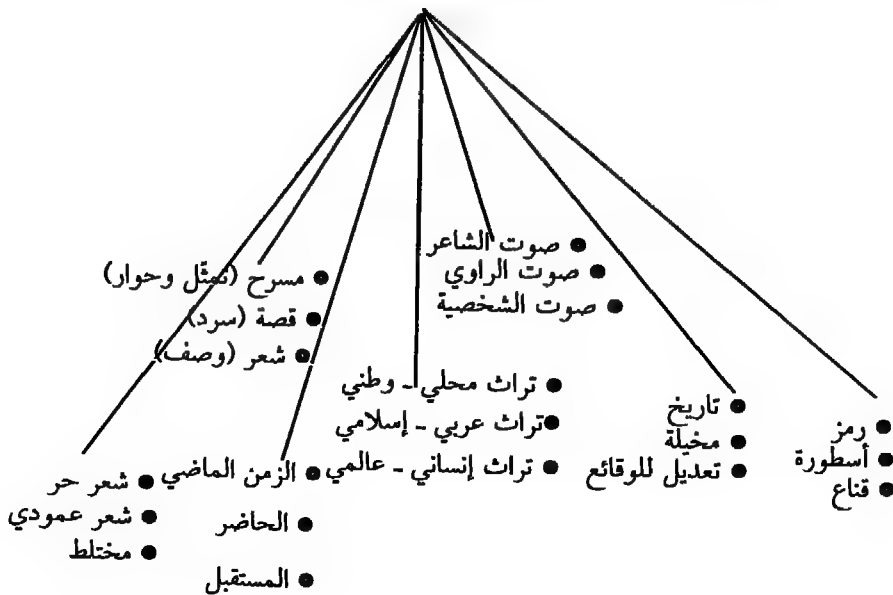 ● صوت الشاعر
● صوت الراوي
● صوت الشخصية
● مسرح (تمثّل وحوار)
● قصة (سرد)
● شعر (وصف)
● تراث محلي - وطني
● تراث عربي - إسلامي
● تراث إنساني - عالمي
● تاريخ
● مخيلة
● تعديل للوقائع
● رمز
● أسطورة
● قناع
● الزمن الماضي
● الحاضر
● المستقبل
● شعر حر
● شعر عمودي
● مختلط